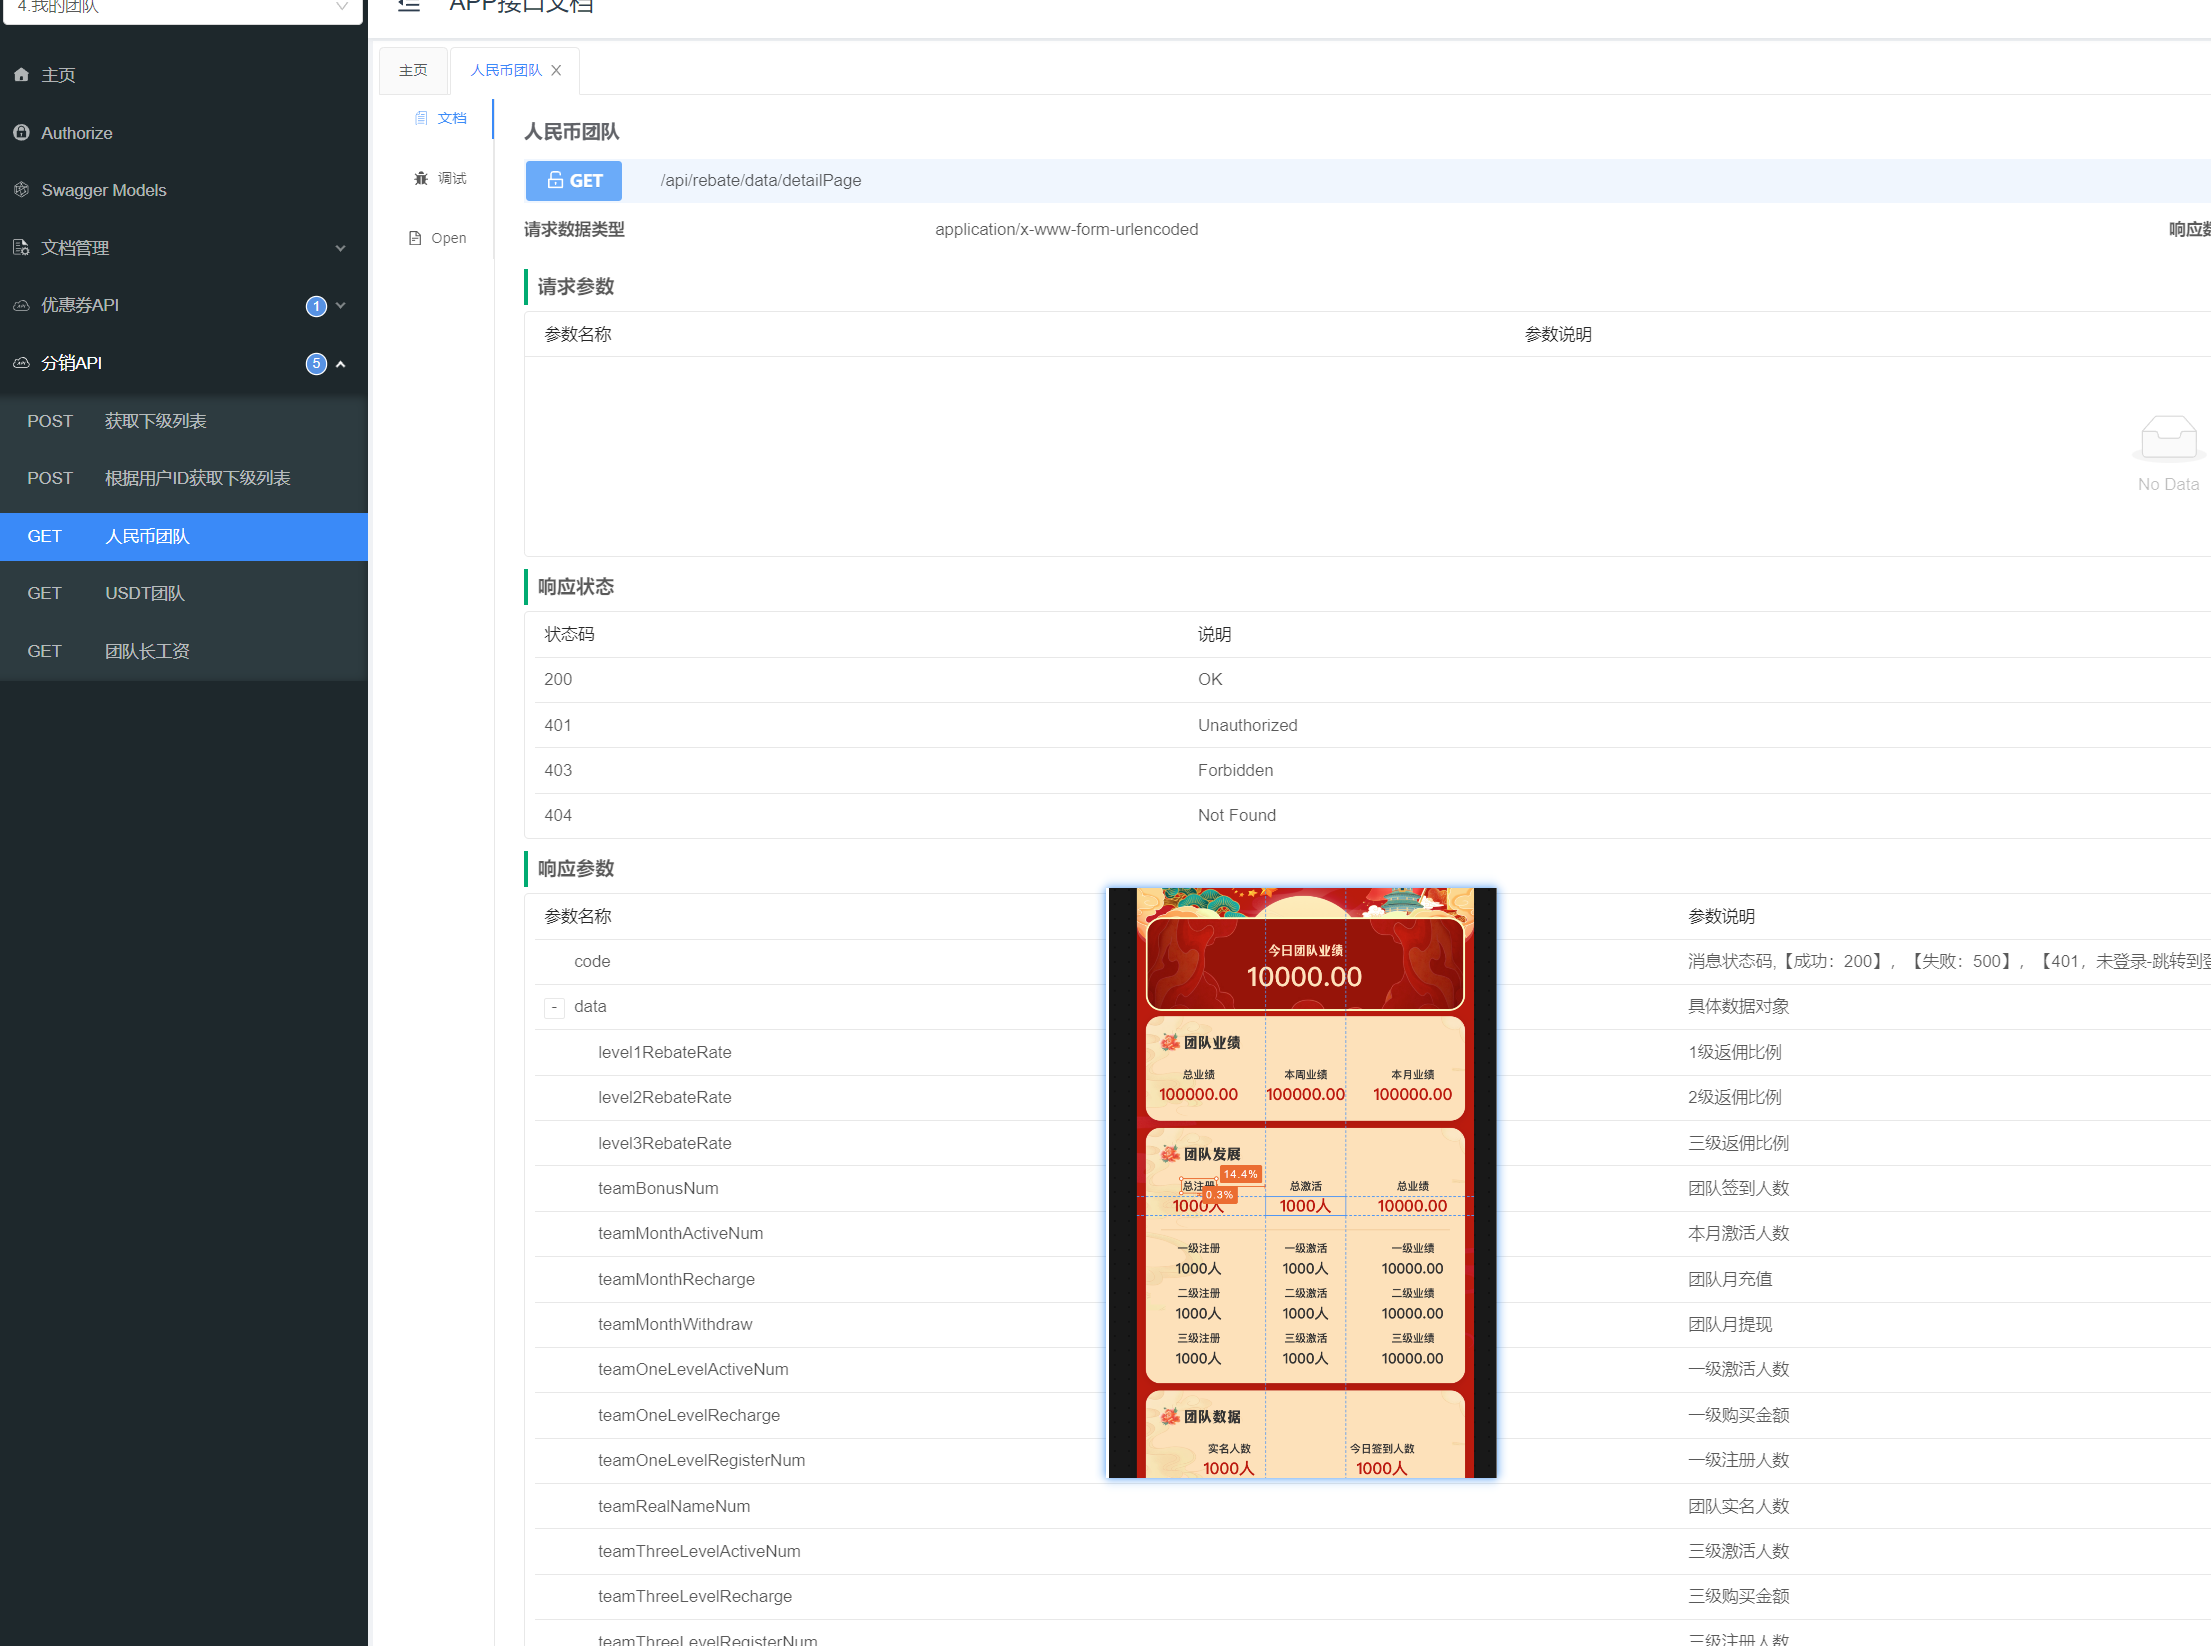 4.我的团队
APP接口文档
主页
Authorize
Swagger Models
文档管理
优惠券API 1
分销API 5
POST 获取下级列表
POST 根据用户ID获取下级列表
GET 人民币团队
GET USDT团队
GET 团队长工资
主页 人民币团队
文档
调试
Open
人民币团队
GET /api/rebate/data/detailPage
请求数据类型 application/x-www-form-urlencoded 响应数
请求参数
参数名称 参数说明
No Data
响应状态
状态码 说明
200 OK
401 Unauthorized
403 Forbidden
404 Not Found
响应参数
参数名称 参数说明
code 消息状态码,【成功：200】，【失败：500】，【401，未登录-跳转到登
- data 具体数据对象
level1RebateRate 1级返佣比例
level2RebateRate 2级返佣比例
level3RebateRate 三级返佣比例
teamBonusNum 团队签到人数
teamMonthActiveNum 本月激活人数
teamMonthRecharge 团队月充值
teamMonthWithdraw 团队月提现
teamOneLevelActiveNum 一级激活人数
teamOneLevelRecharge 一级购买金额
teamOneLevelRegisterNum 一级注册人数
teamRealNameNum 团队实名人数
teamThreeLevelActiveNum 三级激活人数
teamThreeLevelRecharge 三级购买金额
teamThreeLevelRegisterNum 三级注册人数
今日团队业绩
10000.00
团队业绩
总业绩 本周业绩 本月业绩
100000.00 100000.00 100000.00
团队发展
14.4%
总注册 总激活 总业绩
0.3%
1000人 1000人 10000.00
一级注册 一级激活 一级业绩
1000人 1000人 10000.00
二级注册 二级激活 二级业绩
1000人 1000人 10000.00
三级注册 三级激活 三级业绩
1000人 1000人 10000.00
团队数据
实名人数 今日签到人数
1000人 1000人